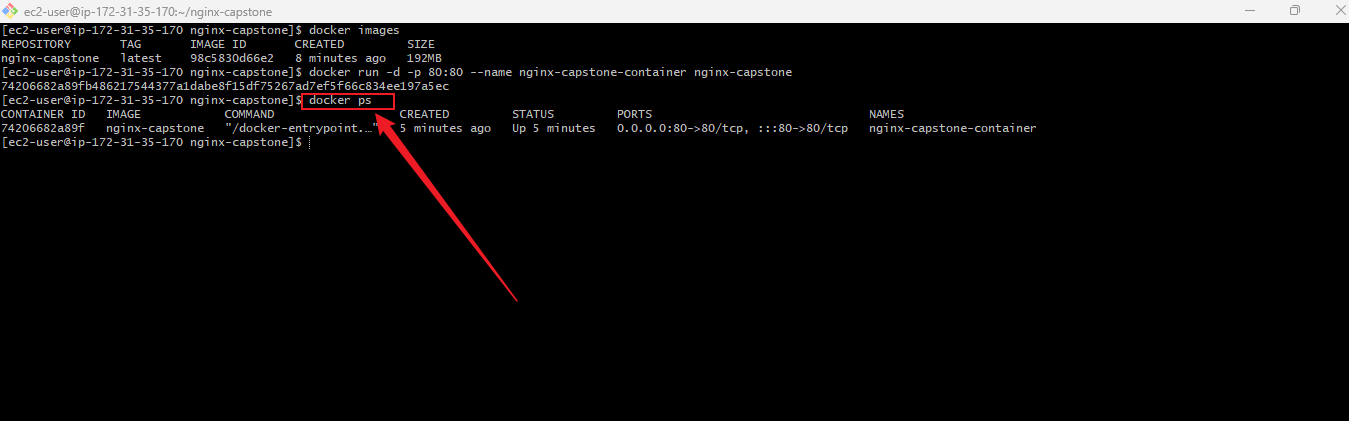 ec2-user@ip-172-31-35-170:~/nginx-capstone
[ec2-user@ip-172-31-35-170 nginx-capstone]$ docker images
REPOSITORY TAG IMAGE ID CREATED SIZE
nginx-capstone latest 98c5830d66e2 8 minutes ago 192MB
[ec2-user@ip-172-31-35-170 nginx-capstone]$ docker run -d -p 80:80 --name nginx-capstone-container nginx-capstone
74206682a89fb486217544377a1dabe8f15df75267ad7ef5f66c834ee197a5ec
[ec2-user@ip-172-31-35-170 nginx-capstone]$ docker ps
CONTAINER ID IMAGE COMMAND CREATED STATUS PORTS NAMES
74206682a89f nginx-capstone "/docker-entrypoint.…" 5 minutes ago Up 5 minutes 0.0.0.0:80->80/tcp, :::80->80/tcp nginx-capstone-container
[ec2-user@ip-172-31-35-170 nginx-capstone]$